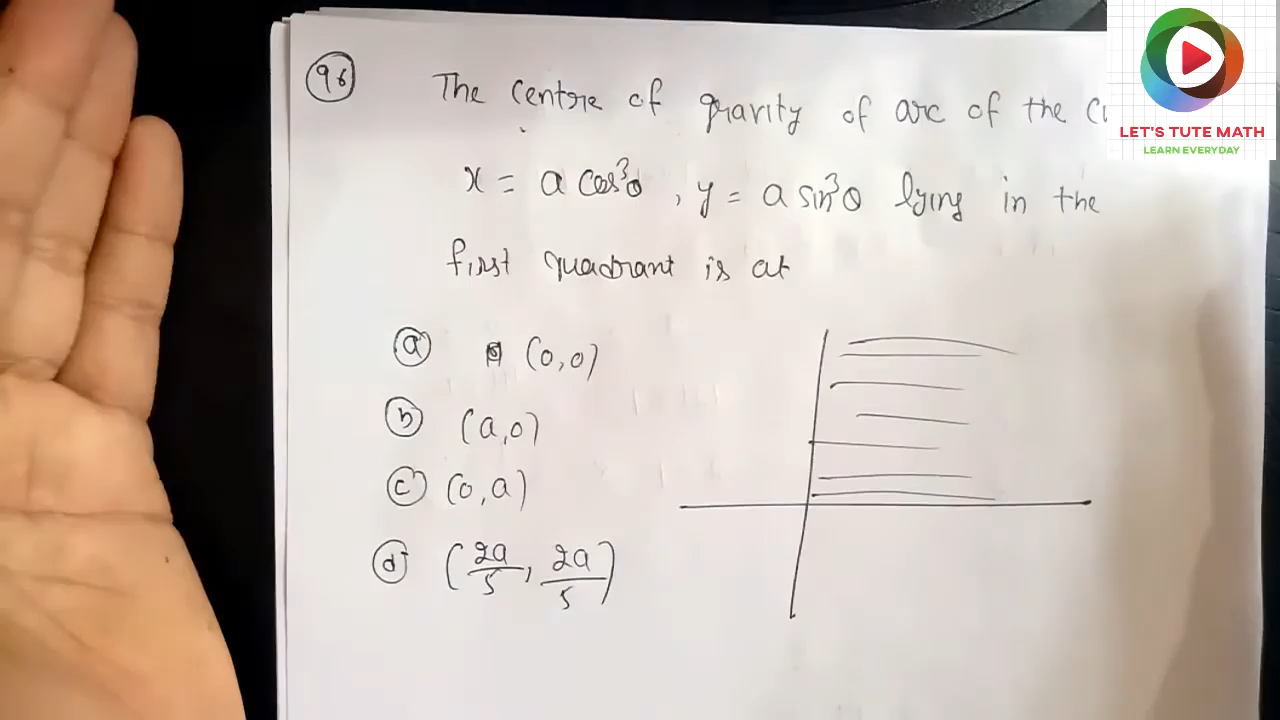 96
The centre of gravity of arc of the
x = a cos³θ, y = a sin³θ lying in the
first quadrant is at
a (0,0)
b (a,0)
c (0,a)
d (2a/5, 2a/5)
LET'S TUTE MATH
LEARN EVERYDAY